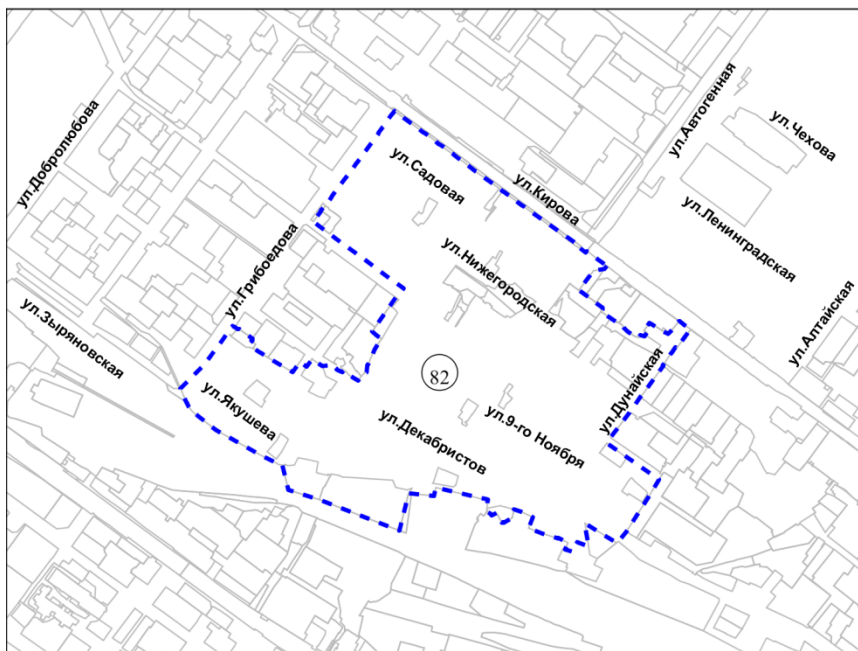 ул.Автогенная
ул.Чехова
ул.Добролюбова
ул.Садовая
ул.Кирова
ул.Ленинградская
ул.Грибоедова
ул.Нижегородская
ул.Зыряновская
ул.Алтайская
82
ул.Дунайская
ул.Якушева
ул.Декабристов
ул.9-го Ноября